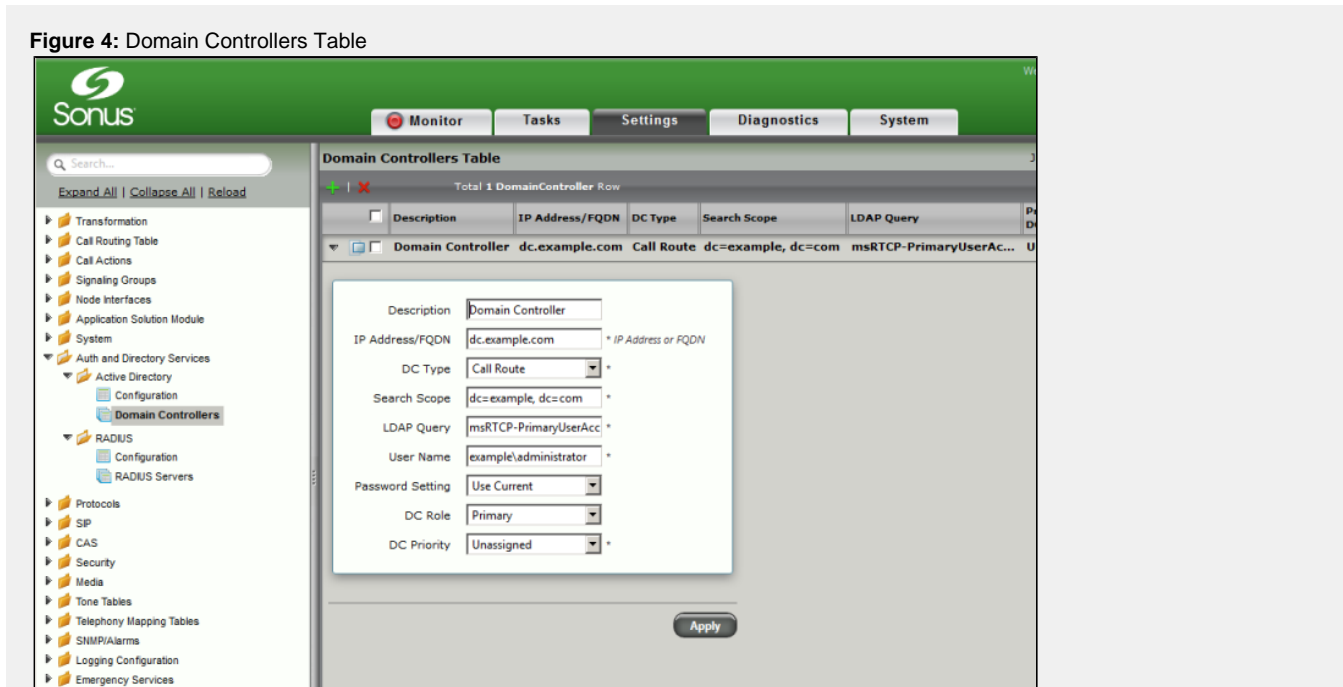 Figure 4: Domain Controllers Table
Sonus
Monitor
Tasks
Settings
Diagnostics
System
Search...
Expand All | Collapse All | Reload
Transformation
Call Routing Table
Call Actions
Signaling Groups
Node Interfaces
Application Solution Module
System
Auth and Directory Services
Active Directory
Configuration
Domain Controllers
RADIUS
Configuration
RADIUS Servers
Protocols
SIP
CAS
Security
Media
Tone Tables
Telephony Mapping Tables
SNMP/Alarms
Logging Configuration
Emergency Services
Domain Controllers Table
Total 1 DomainController Row
Description IP Address/FQDN DC Type Search Scope LDAP Query
Domain Controller dc.example.com Call Route dc=example, dc=com msRTCP-PrimaryUserAc... U
Description Domain Controller
IP Address/FQDN dc.example.com * IP Address or FQDN
DC Type Call Route *
Search Scope dc=example, dc=com *
LDAP Query msRTCP-PrimaryUserAcc *
User Name example\administrator *
Password Setting Use Current
DC Role Primary
DC Priority Unassigned *
Apply